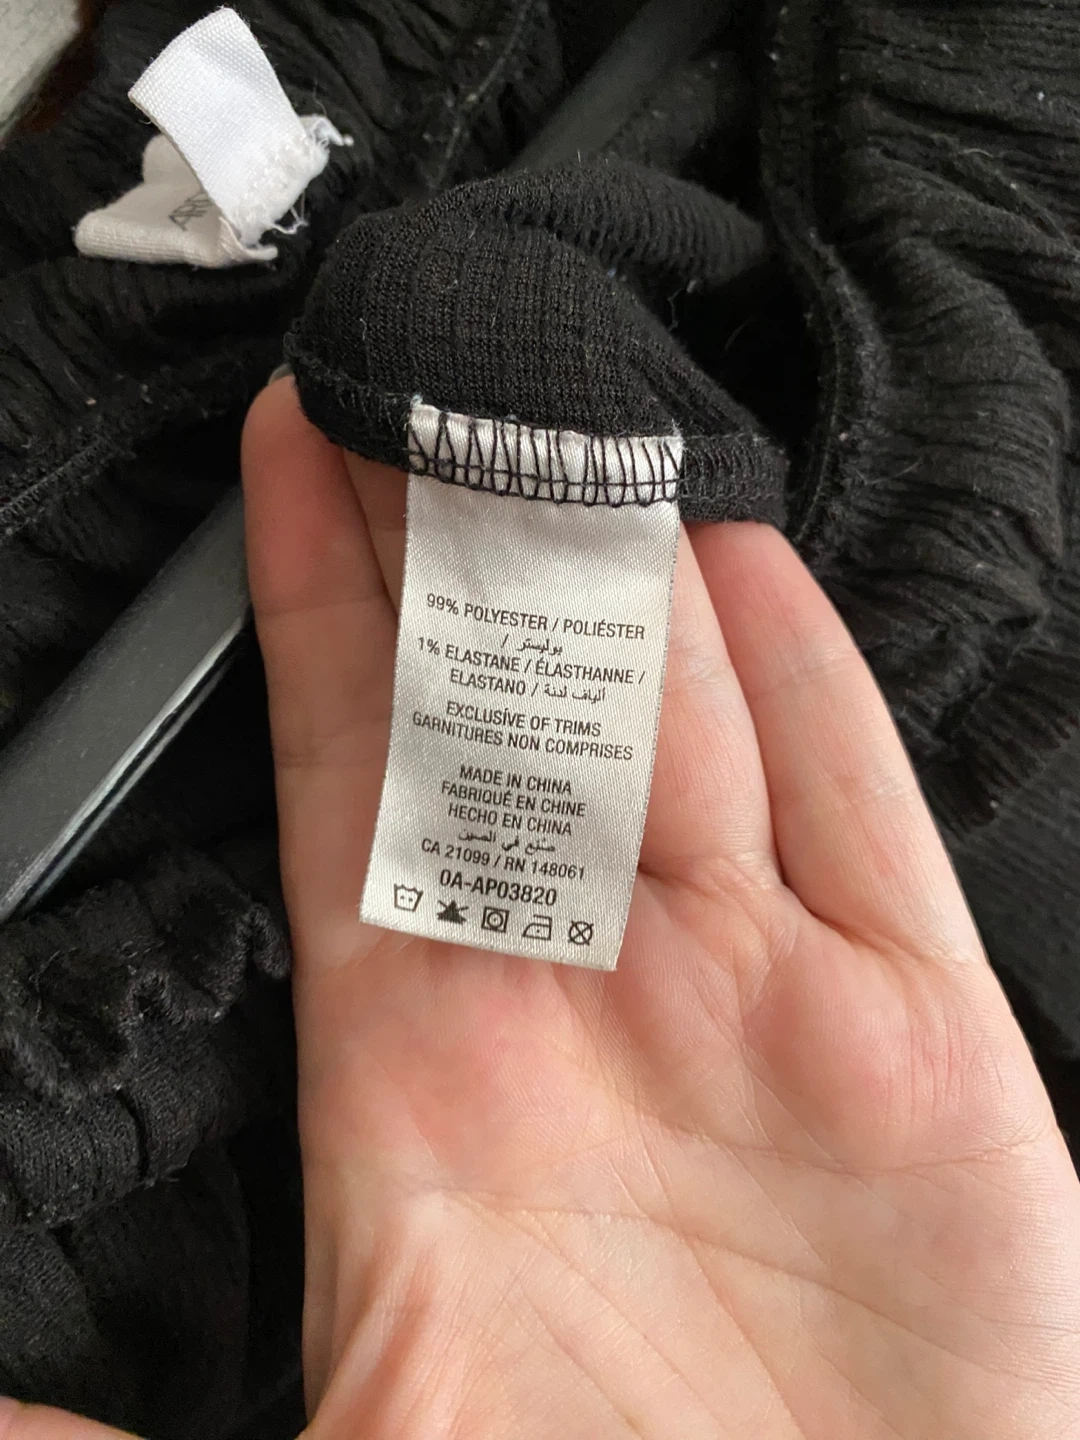 99% POLYESTER / POLIÉSTER
/ بوليستر
1% ELASTANE / ÉLASTHANNE /
ELASTANO / ألياف لدنة
EXCLUSIVE OF TRIMS
GARNITURES NON COMPRISES
MADE IN CHINA
FABRIQUÉ EN CHINE
HECHO EN CHINA
صنع في الصين
CA 21099 / RN 148061
0A-AP03820